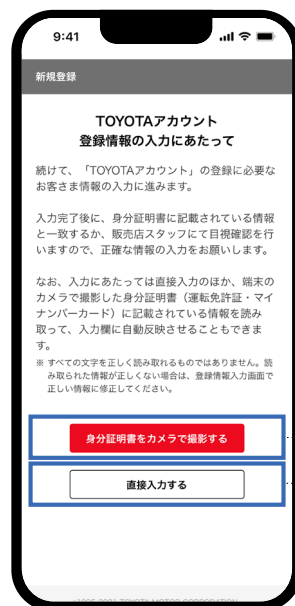 9:41
新規登録
TOYOTAアカウント
登録情報の入力にあたって
続けて、「TOYOTAアカウント」の登録に必要な
お客さま情報の入力に進みます。
入力完了後に、身分証明書に記載されている情報
と一致するか、販売店スタッフにて目視確認を行
いますので、正確な情報の入力をお願いします。
なお、入力にあたっては直接入力のほか、端末の
カメラで撮影した身分証明書（運転免許証・マイ
ナンバーカード）に記載されている情報を読み
取って、入力欄に自動反映させることもできま
す。
※ すべての文字を正しく読み取れるものではありません。読
み取られた情報が正しくない場合は、登録情報入力画面で
正しい情報に修正してください。
身分証明書をカメラで撮影する
直接入力する
TOYOTA MOTOR CORPORATION